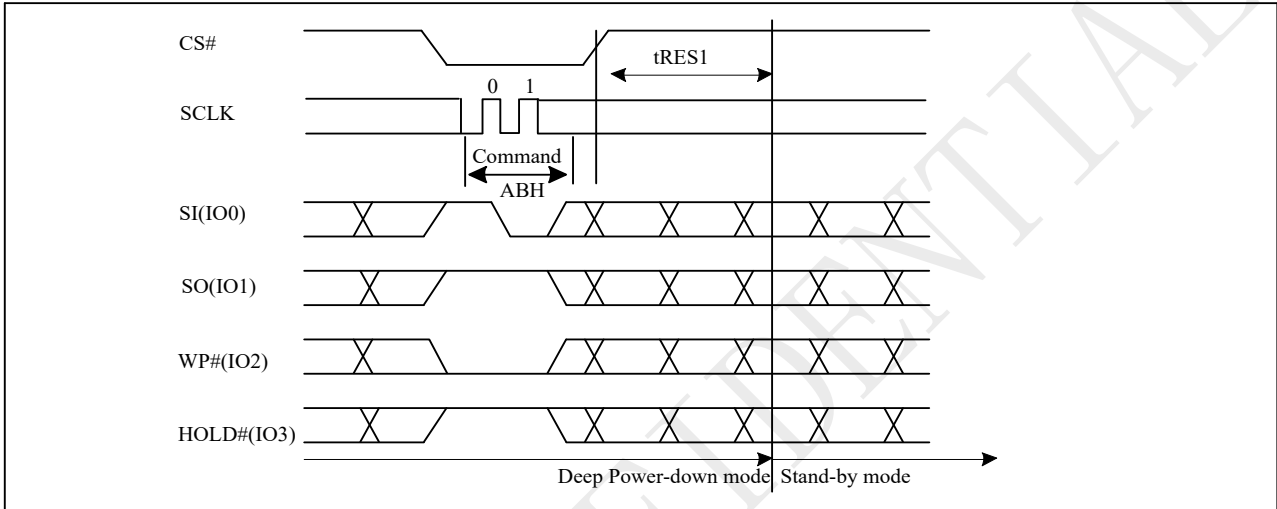 CS#
tRES1
0 1
SCLK
Command
ABH
SI(IO0)
SO(IO1)
WP#(IO2)
HOLD#(IO3)
Deep Power-down mode Stand-by mode
IDENTIAL